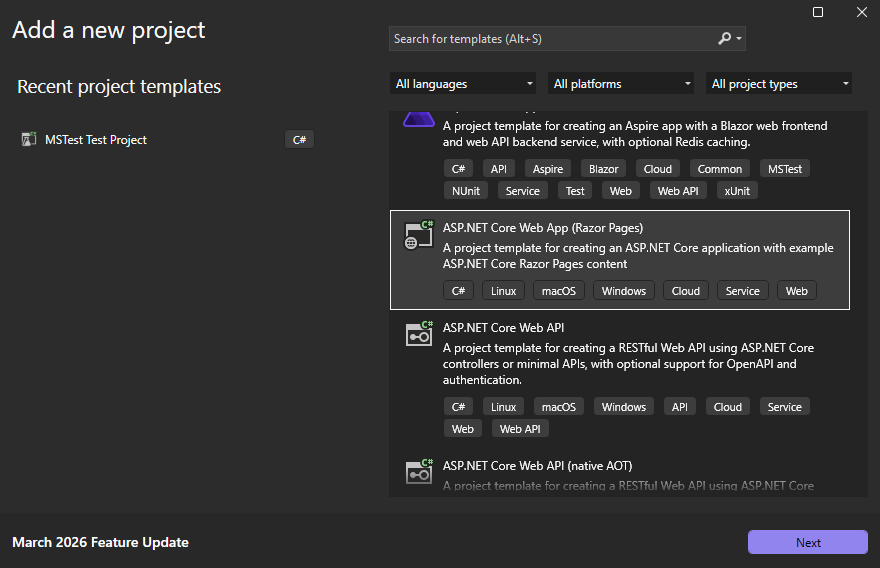 Add a new project
Search for templates (Alt+S)
Recent project templates
All languages
All platforms
All project types
MSTest Test Project
C#
A project template for creating an Aspire app with a Blazor web frontend
and web API backend service, with optional Redis caching.
C# API Aspire Blazor Cloud Common MSTest
NUnit Service Test Web Web API xUnit
C#
ASP.NET Core Web App (Razor Pages)
A project template for creating an ASP.NET Core application with example
ASP.NET Core Razor Pages content
C# Linux macOS Windows Cloud Service Web
C#
ASP.NET Core Web API
A project template for creating a RESTful Web API using ASP.NET Core
controllers or minimal APIs, with optional support for OpenAPI and
authentication.
C# Linux macOS Windows API Cloud Service
Web Web API
C#
ASP.NET Core Web API (native AOT)
A project template for creating a RESTful Web API using ASP.NET Core
March 2026 Feature Update
Next